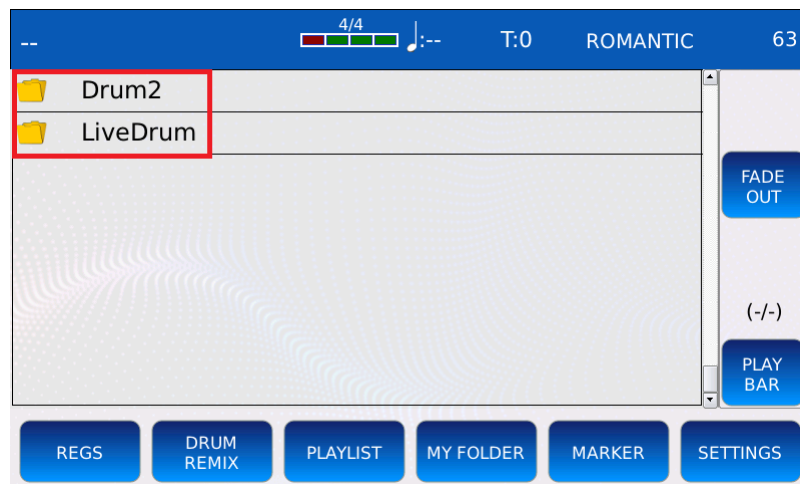 --
4/4
:--
T:0
ROMANTIC
63
Drum2
LiveDrum
FADE
OUT
(-/-)
PLAY
BAR
REGS
DRUM
REMIX
PLAYLIST
MY FOLDER
MARKER
SETTINGS